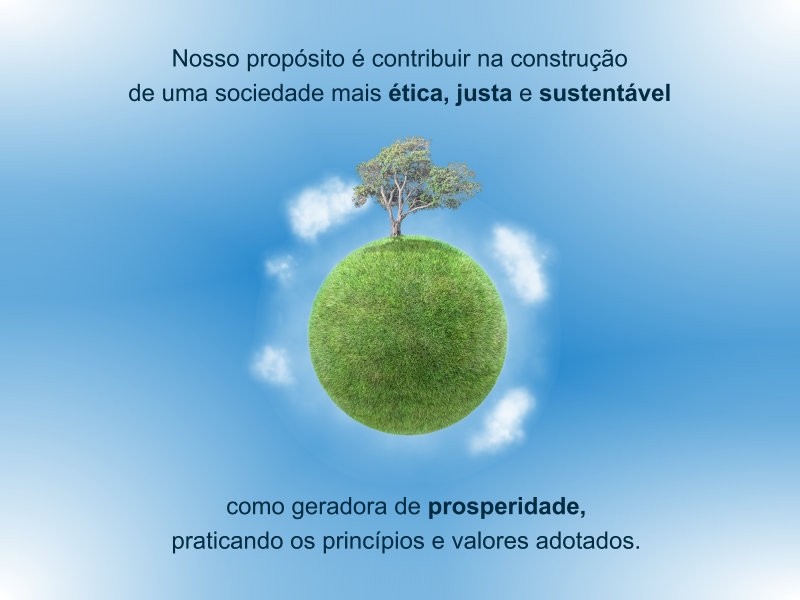 Nosso propósito é contribuir na construção
de uma sociedade mais ética, justa e sustentável
como geradora de prosperidade,
praticando os princípios e valores adotados.